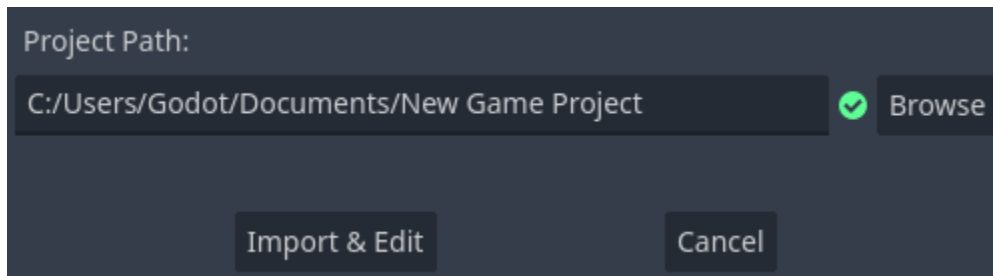 Project Path:
C:/Users/Godot/Documents/New Game Project
Browse
Import & Edit
Cancel